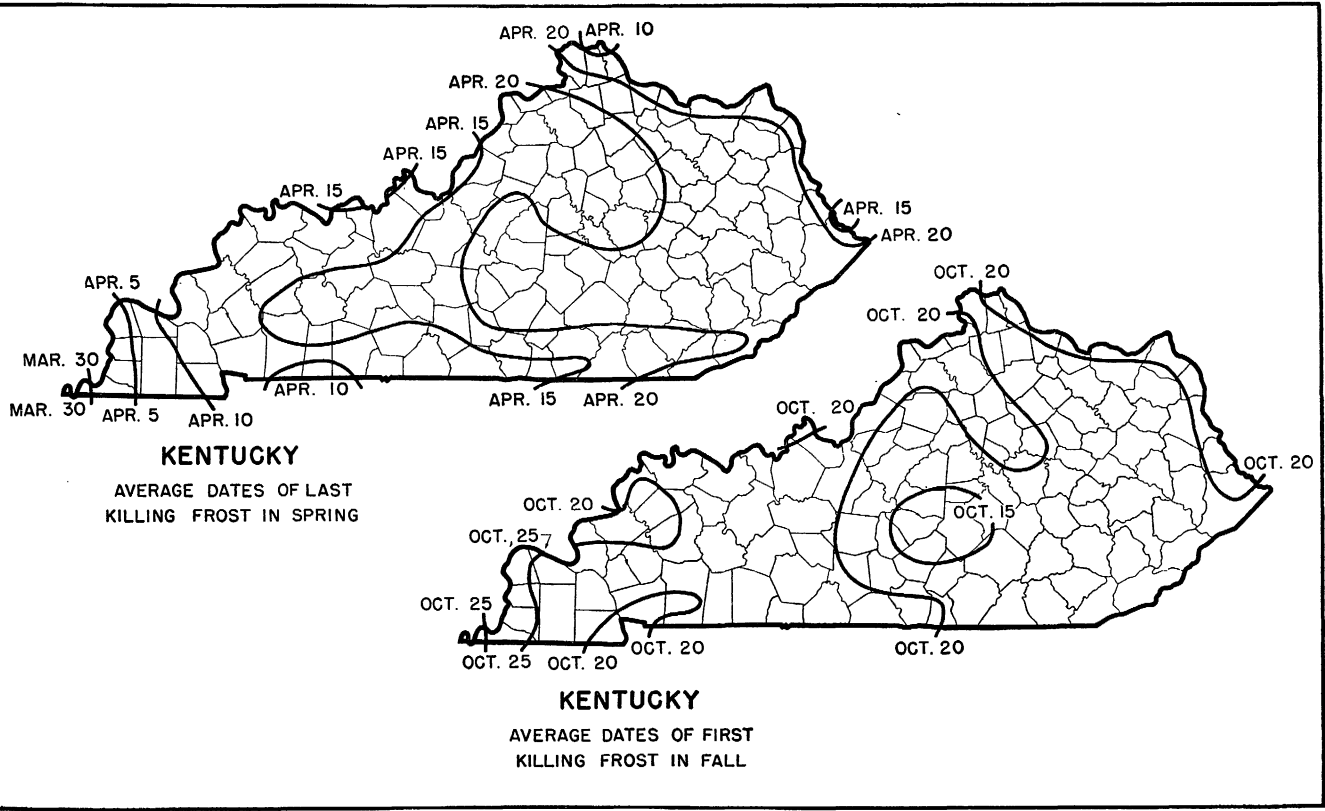 APR. 20
APR. 10
APR. 20
APR. 15
APR. 15
APR. 15
APR. 15
APR. 20
APR. 5
MAR. 30
MAR. 30
APR. 5
APR. 10
APR. 10
APR. 15
APR. 20
KENTUCKY
AVERAGE DATES OF LAST
KILLING FROST IN SPRING
OCT. 20
OCT. 20
OCT. 20
OCT. 20
OCT. 20
OCT. 15
OCT. 25
OCT. 25
OCT. 25
OCT. 20
OCT. 20
OCT. 20
KENTUCKY
AVERAGE DATES OF FIRST
KILLING FROST IN FALL